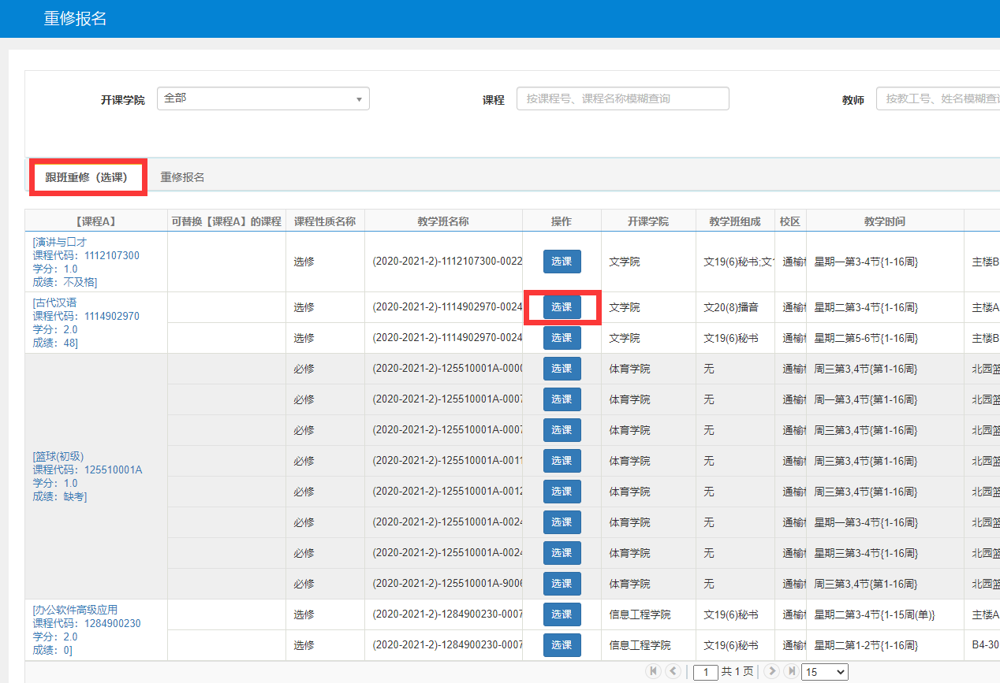 重修报名
开课学院 全部 课程 按课程号、课程名称模糊查询 教师 按教工号、姓名模糊查询
跟班重修（选课） 重修报名
【课程A】 可替换【课程A】的课程 课程性质名称 教学班名称 操作 开课学院 教学班组成 校区 教学时间
[演讲与口才
课程代码：1112107300
学分：1.0
成绩：不及格]
选修 (2020-2021-2)-1112107300-0022 选课 文学院 文19(6)秘书;文1 通榆 星期一第3-4节{1-16周} 主楼B
[古代汉语
课程代码：1114902970
学分：2.0
成绩：48]
选修 (2020-2021-2)-1114902970-0024 选课 文学院 文20(8)播音 通榆 星期二第3-4节{1-16周} 主楼A
选修 (2020-2021-2)-1114902970-0024 选课 文学院 文19(6)秘书 通榆 星期二第5-6节{1-16周} 主楼B
[篮球(初级)
课程代码：125510001A
学分：1.0
成绩：缺考]
必修 (2020-2021-2)-125510001A-0000 选课 体育学院 无 通榆 周三第3,4节{第1-16周} 北园篮
必修 (2020-2021-2)-125510001A-0007 选课 体育学院 无 通榆 周一第3,4节{第1-16周} 北园篮
必修 (2020-2021-2)-125510001A-0007 选课 体育学院 无 通榆 周三第3,4节{第1-16周} 北园篮
必修 (2020-2021-2)-125510001A-0011 选课 体育学院 无 通榆 周三第3,4节{第1-16周} 北园篮
必修 (2020-2021-2)-125510001A-0012 选课 体育学院 无 通榆 周三第3,4节{第1-16周} 北园篮
必修 (2020-2021-2)-125510001A-0024 选课 体育学院 无 通榆 星期一第3-4节{1-16周} 北园篮
必修 (2020-2021-2)-125510001A-0024 选课 体育学院 无 通榆 星期三第3-4节{1-16周} 北园篮
必修 (2020-2021-2)-125510001A-9006 选课 体育学院 无 通榆 周三第3,4节{第1-16周} 北园篮
[办公软件高级应用
课程代码：1284900230
学分：2.0
成绩：0]
选修 (2020-2021-2)-1284900230-0007 选课 信息工程学院 文19(6)秘书 通榆 星期二第3-4节{1-15周(单)} 主楼A
选修 (2020-2021-2)-1284900230-0007 选课 信息工程学院 文19(6)秘书 通榆 星期二第1-2节{1-16周} B4-30
1 共 1 页 15